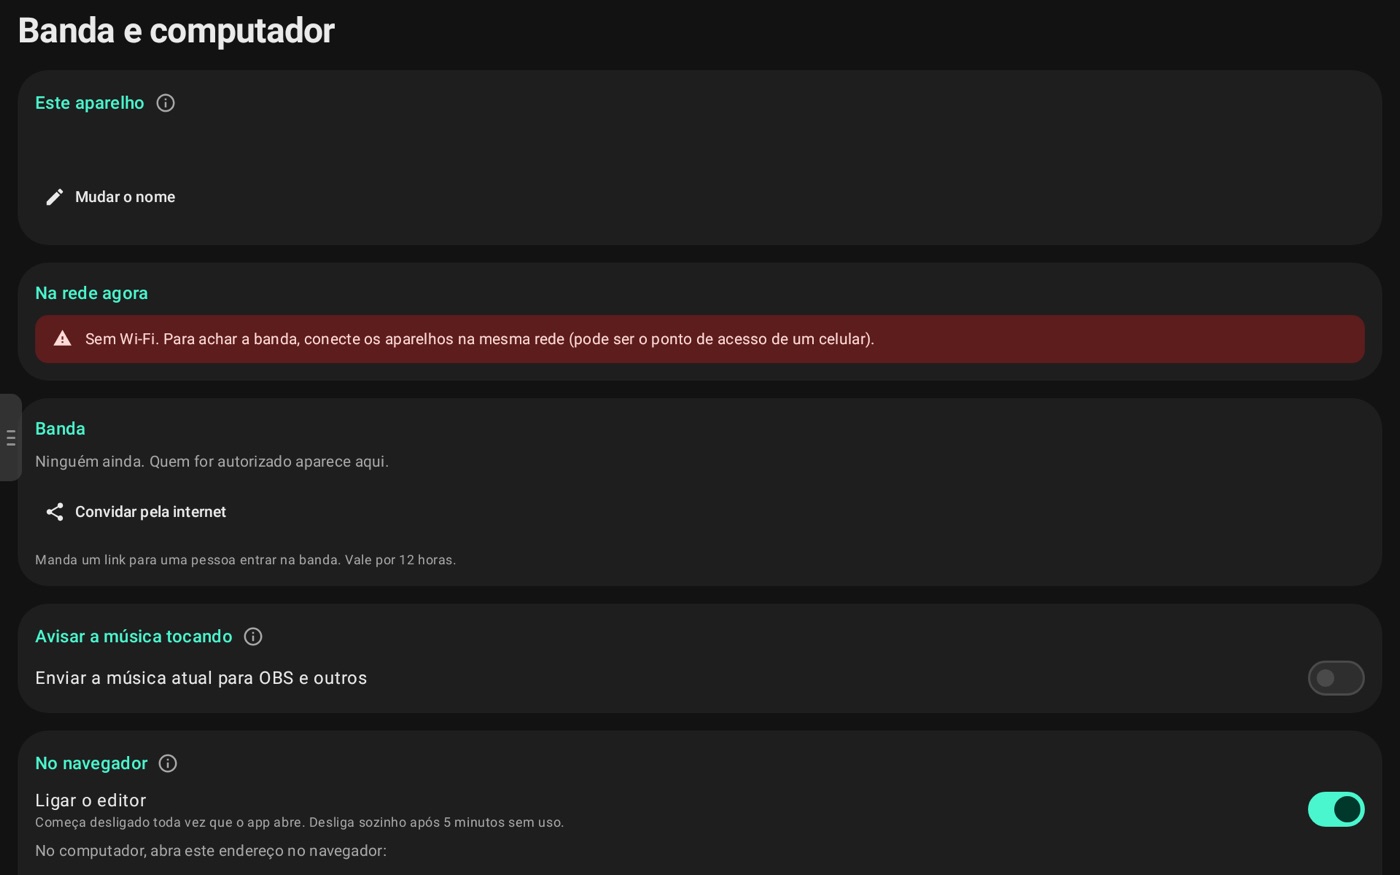 Banda e computador
Este aparelho
Mudar o nome
Na rede agora
Sem Wi-Fi. Para achar a banda, conecte os aparelhos na mesma rede (pode ser o ponto de acesso de um celular).
Banda
Ninguém ainda. Quem for autorizado aparece aqui.
Convidar pela internet
Manda um link para uma pessoa entrar na banda. Vale por 12 horas.
Avisar a música tocando
Enviar a música atual para OBS e outros
No navegador
Ligar o editor
Começa desligado toda vez que o app abre. Desliga sozinho após 5 minutos sem uso.
No computador, abra este endereço no navegador: